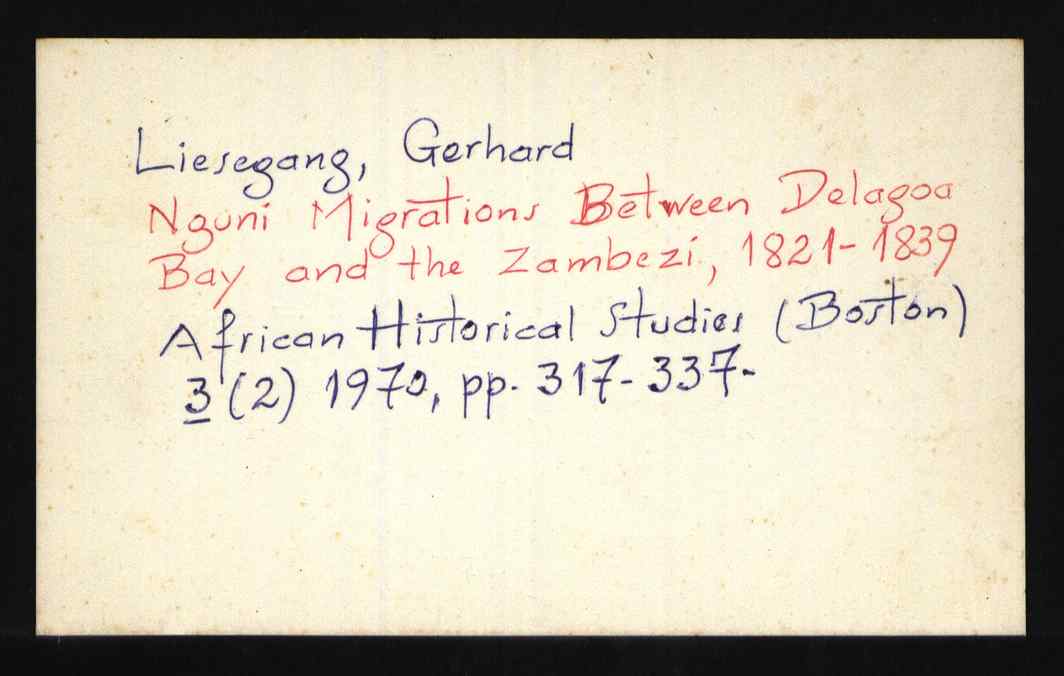 Liesegang, Gerhard
Nguni Migrations Between Delagoa
Bay and the Zambezi, 1821-1839
African Historical Studies (Boston)
3 (2) 1970, pp. 317-337.